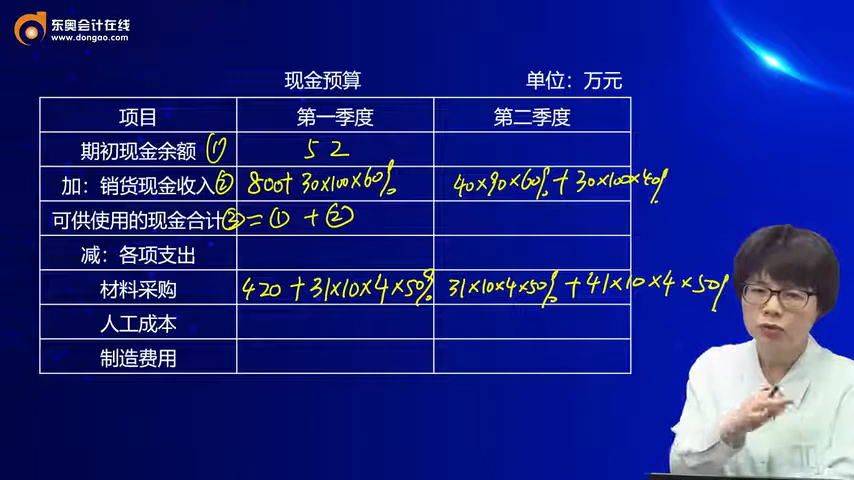 东奥会计在线
www.dongao.com
现金预算 单位：万元
项目 第一季度 第二季度
期初现金余额① 52
加：销货现金收入② 800+30×100×60% 40×90×60%+30×100×40%
可供使用的现金合计③=①+②
减：各项支出
材料采购 420+31×10×4×50% 31×10×4×50%+41×10×4×50%
人工成本
制造费用